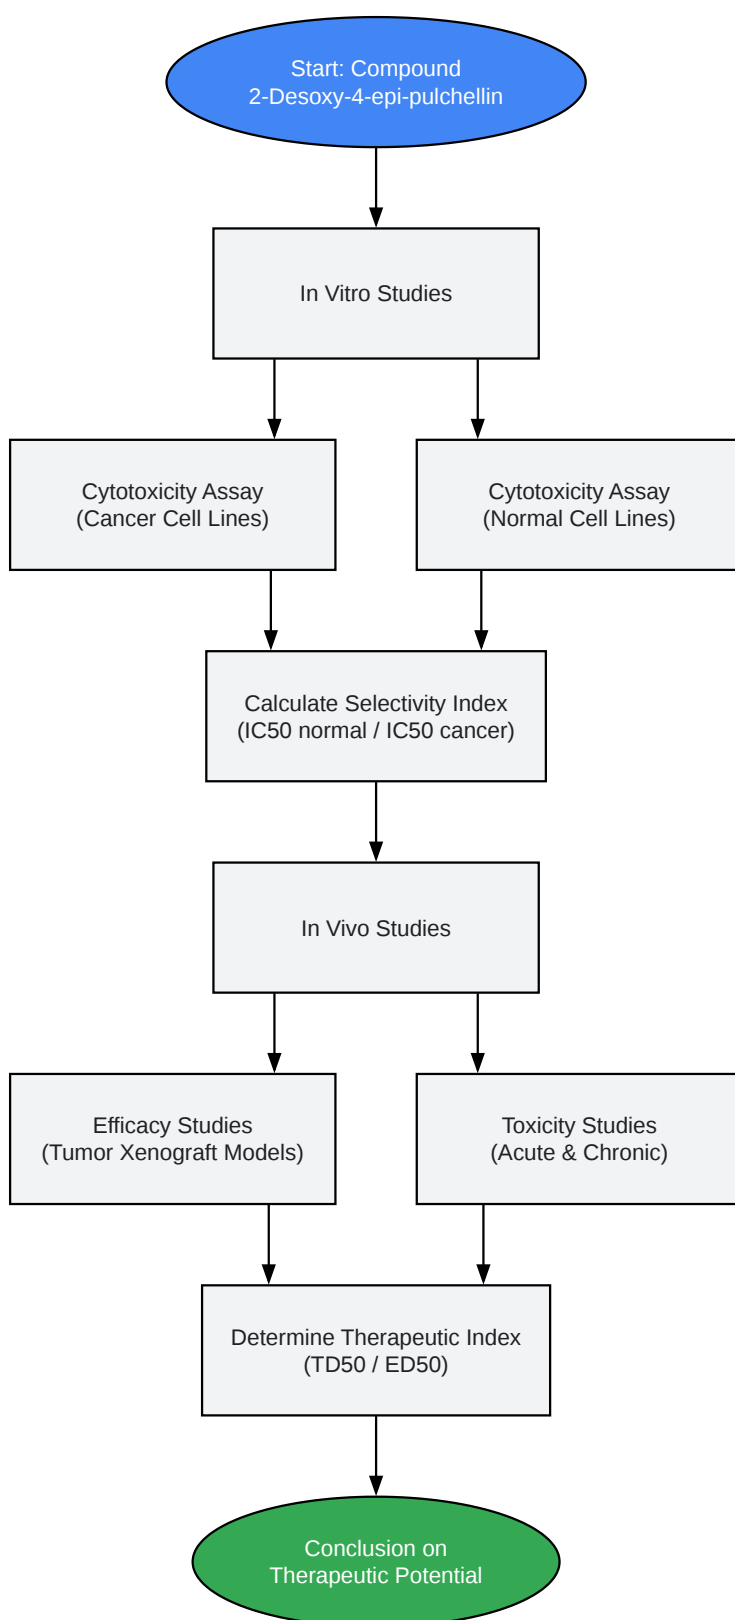 Start: Compound
2-Desoxy-4-epi-pulchellin
In Vitro Studies
Cytotoxicity Assay
(Cancer Cell Lines)
Cytotoxicity Assay
(Normal Cell Lines)
Calculate Selectivity Index
(IC50 normal / IC50 cancer)
In Vivo Studies
Efficacy Studies
(Tumor Xenograft Models)
Toxicity Studies
(Acute & Chronic)
Determine Therapeutic Index
(TD50 / ED50)
Conclusion on
Therapeutic Potential